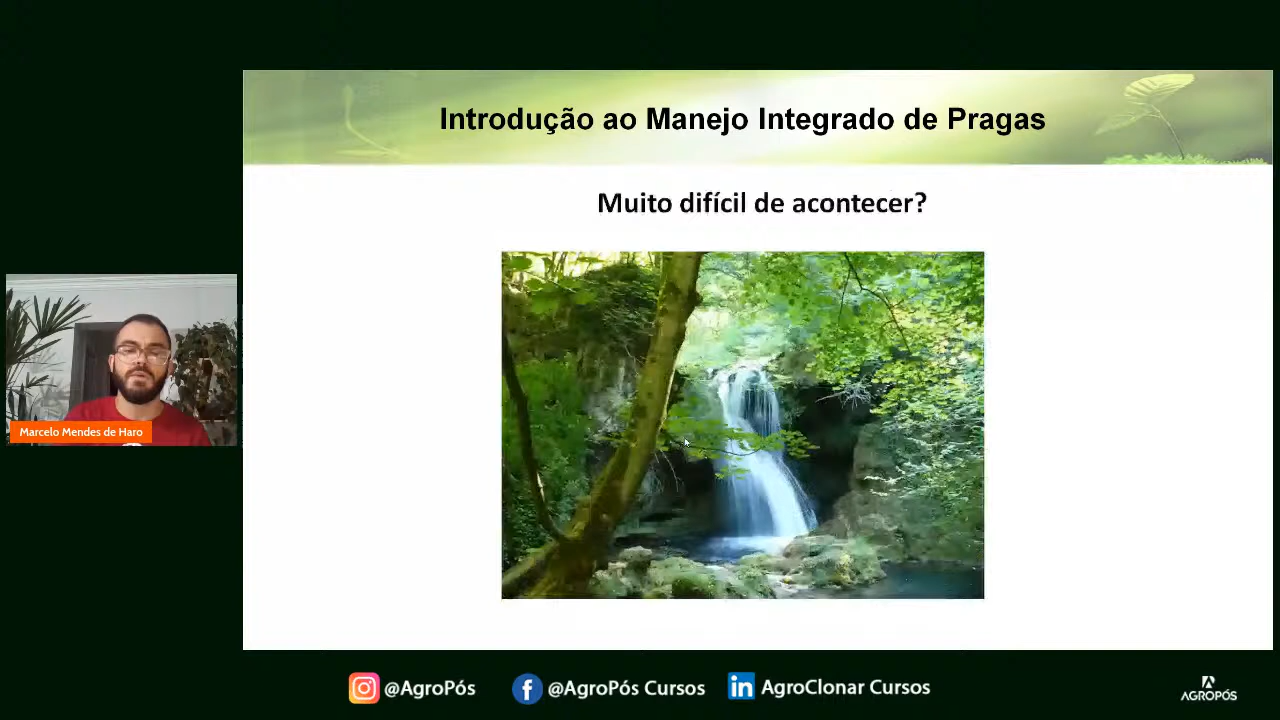 Introdução ao Manejo Integrado de Pragas
Muito difícil de acontecer?
Marcelo Mendes de Haro
@AgroPós
@AgroPós Cursos
AgroClonar Cursos
AGROPÓS